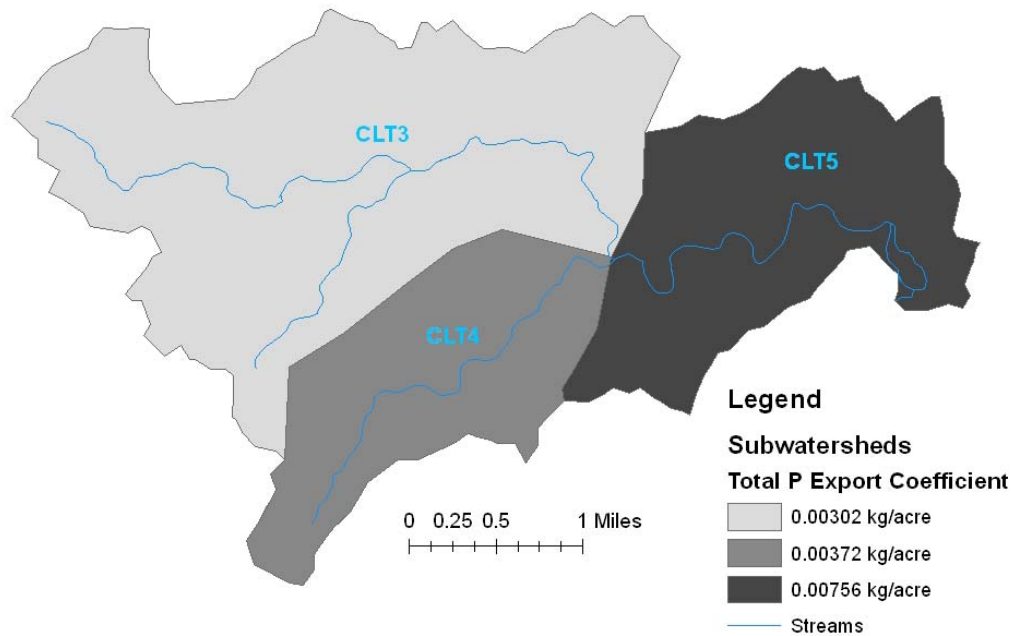 CLT3
CLT5
CLT4
Legend
Subwatersheds
Total P Export Coefficient
0.00302 kg/acre
0.00372 kg/acre
0.00756 kg/acre
Streams
0 0.25 0.5 1 Miles